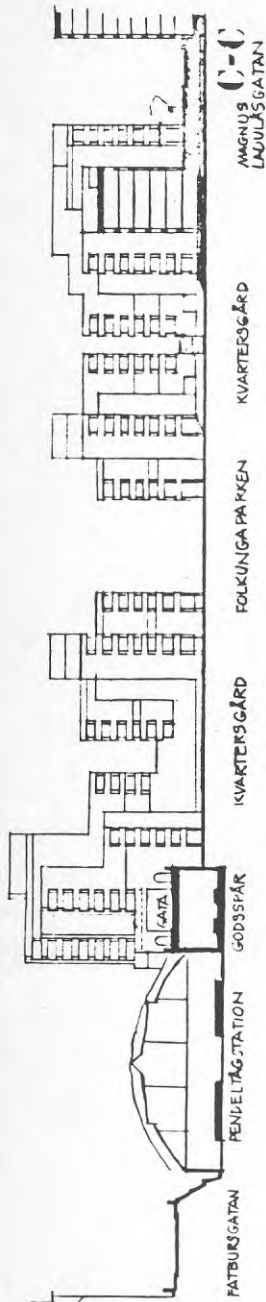 FATBURSGATAN
PENDELTÅGSTATION
GATA
GODSSPÅR
KVARTERSGÅRD
FOLKUNGAPARKEN
KVARTERSGÅRD
MAGNUS
LADULÅSGATAN
C-C